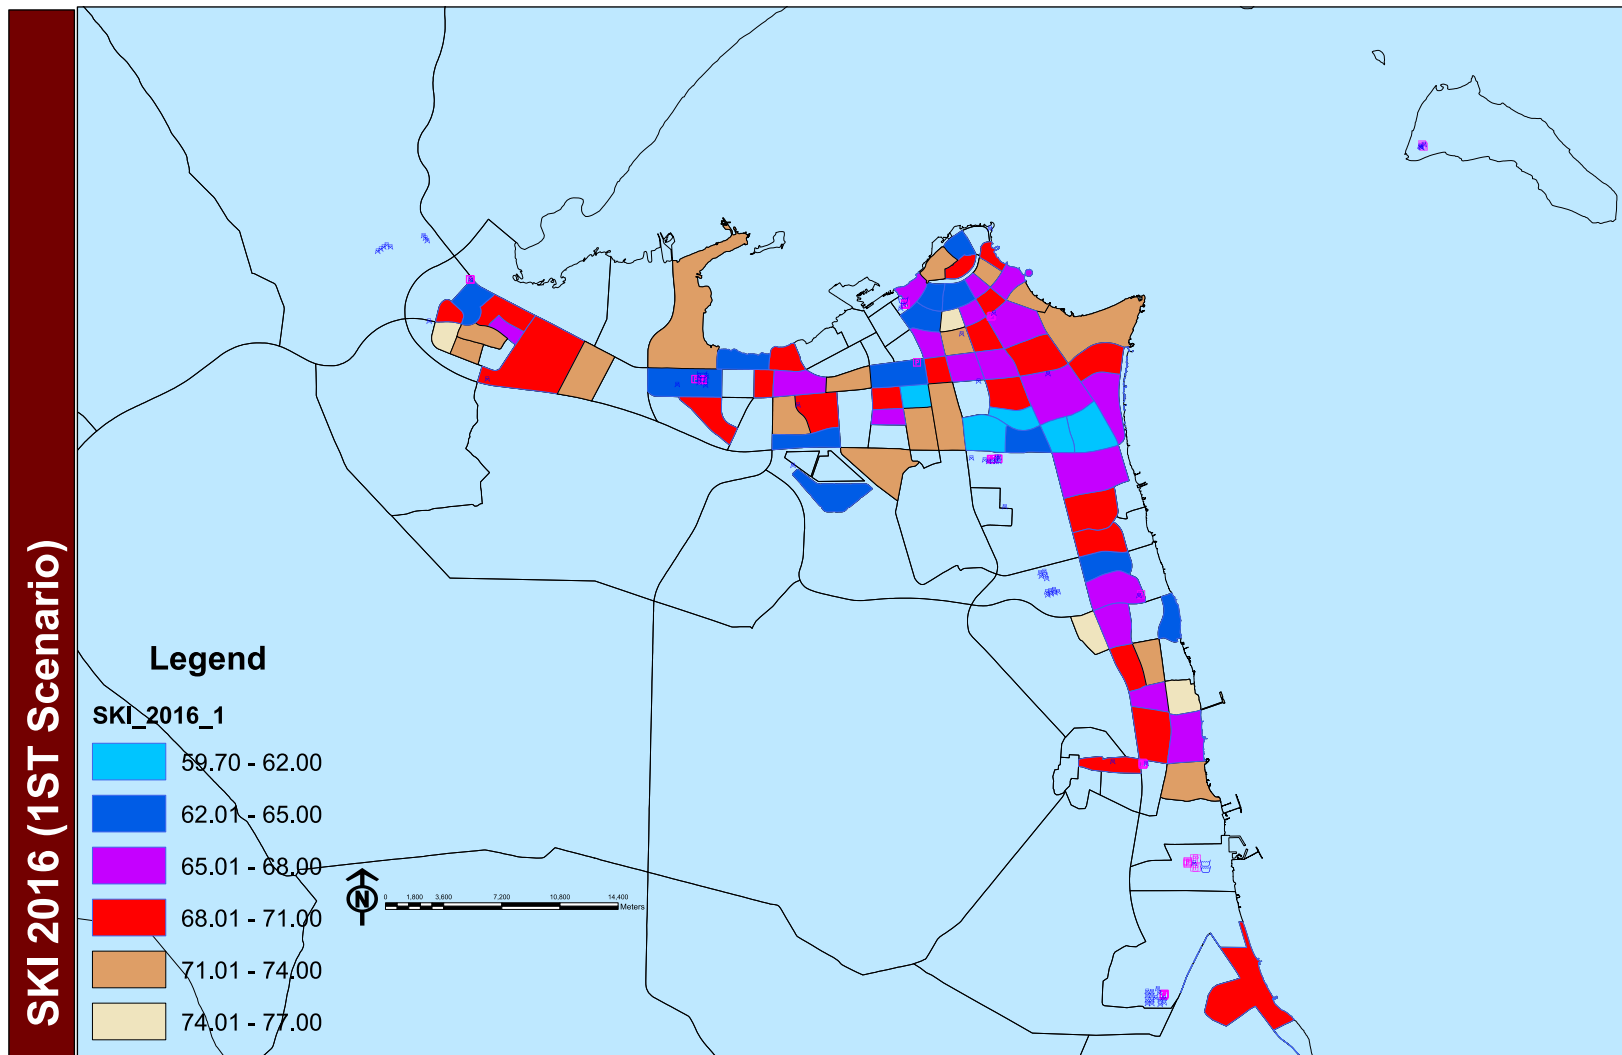 SKI 2016 (1ST Scenario)
Legend
SKI_2016_1
59.70 - 62.00
62.01 - 65.00
65.01 - 68.00
68.01 - 71.00
71.01 - 74.00
74.01 - 77.00
N
0 1,800 3,600 7,200 10,800 14,400
Meters